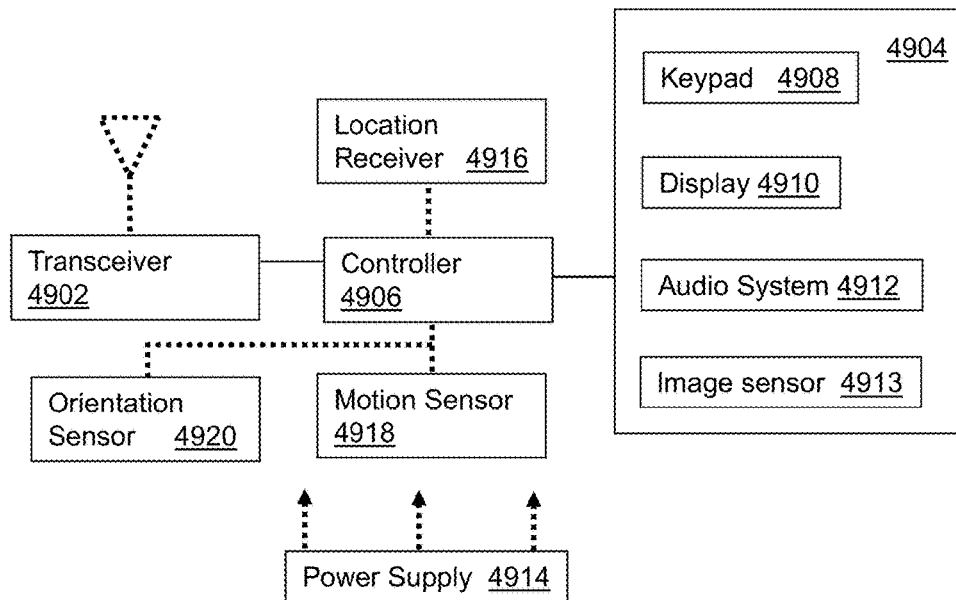 4904
Keypad 4908
Location
Receiver 4916
Display 4910
Transceiver
4902
Controller
4906
Audio System 4912
Image sensor 4913
Orientation
Sensor 4920
Motion Sensor
4918
Power Supply 4914